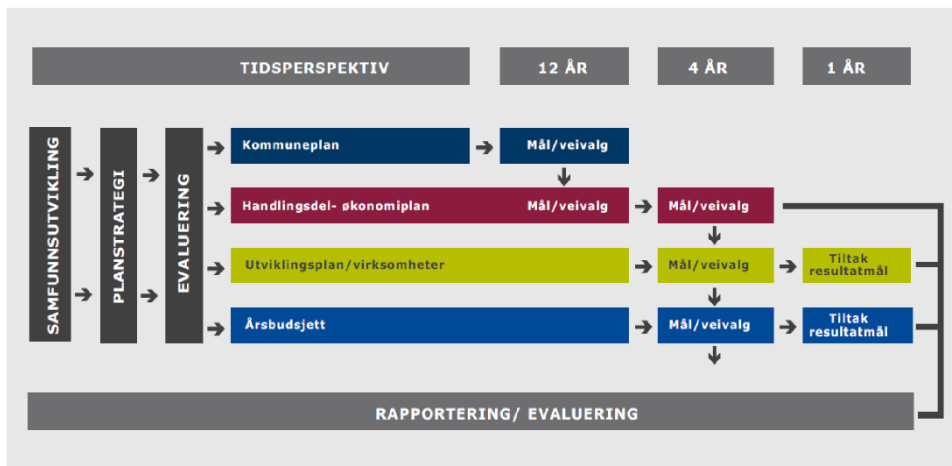 TIDSPERSPEKTIV
12 ÅR
4 ÅR
1 ÅR
SAMFUNNSUTVIKLING
PLANSTRATEGI
EVALUERING
Kommuneplan
Mål/veivalg
Handlingsdel- økonomiplan
Mål/veivalg
Mål/veivalg
Utviklingsplan/virksomheter
Mål/veivalg
Tiltak
resultatmål
Årsbudsjett
Mål/veivalg
Tiltak
resultatmål
RAPPORTERING/ EVALUERING